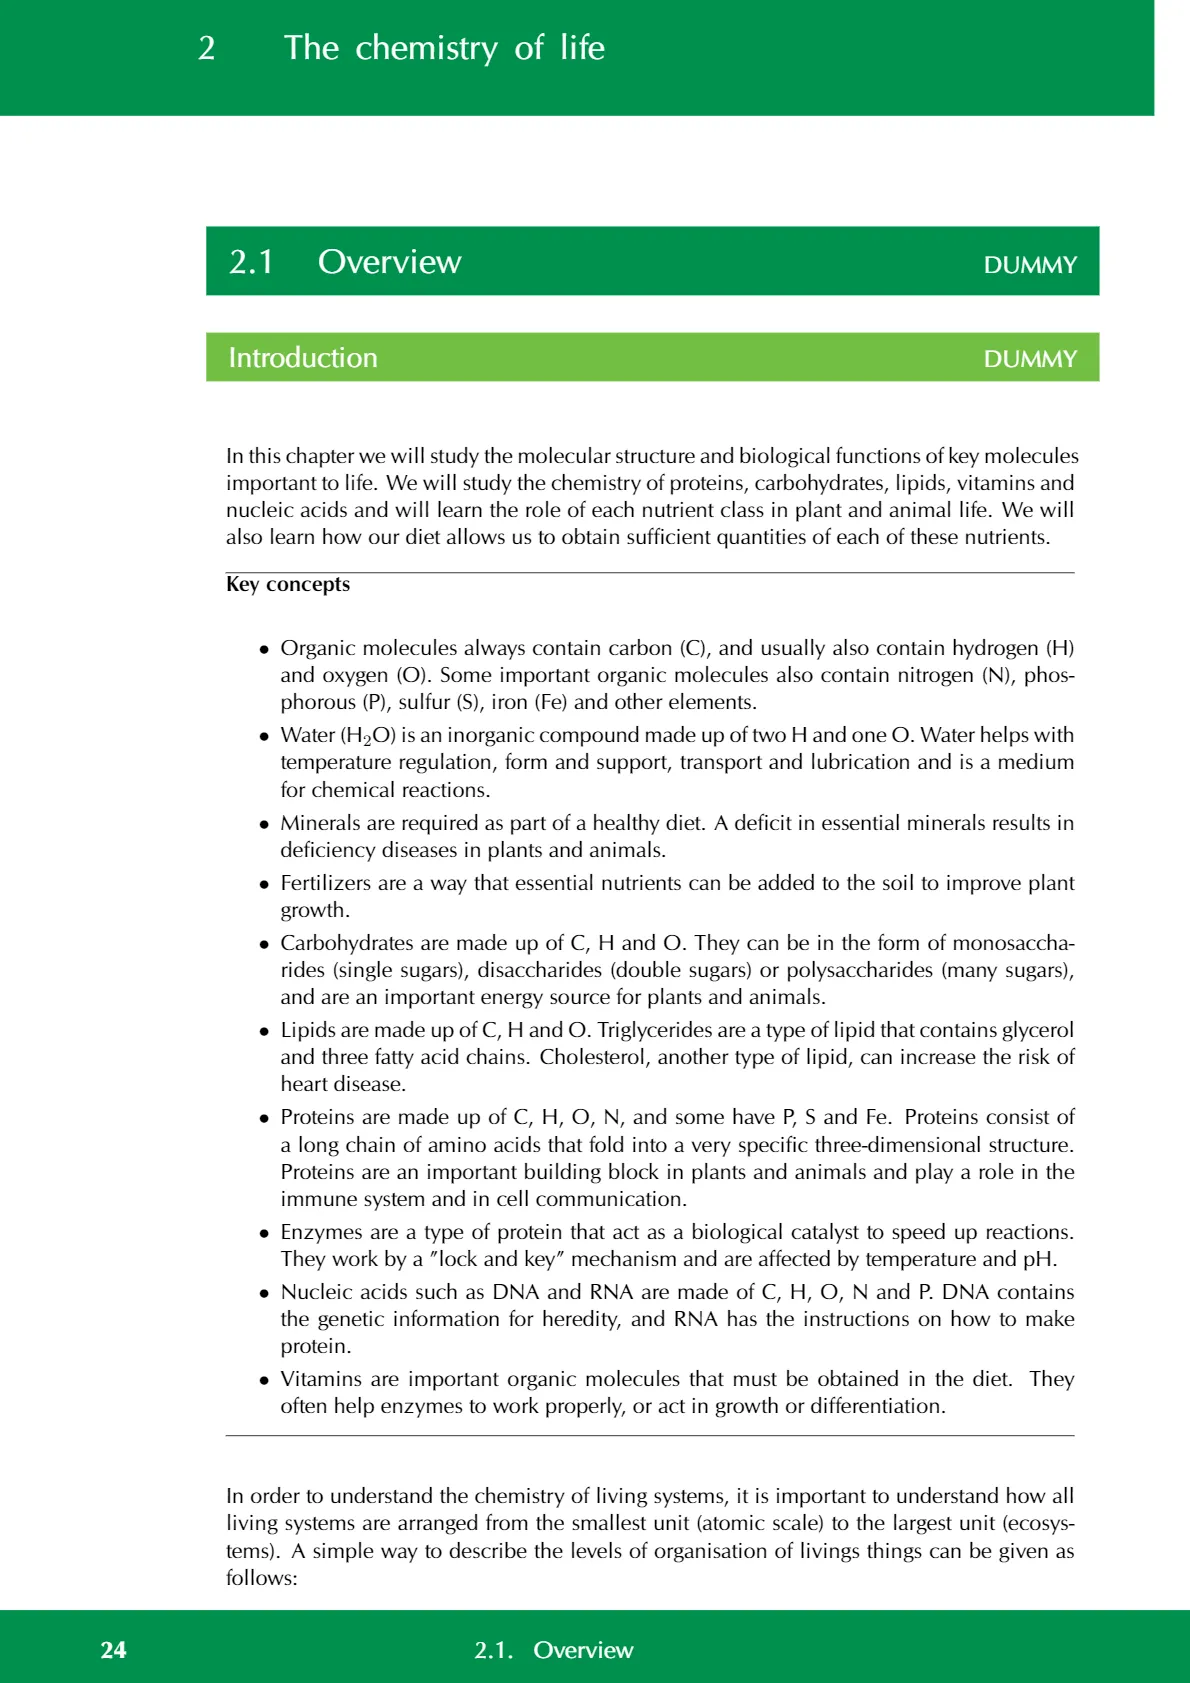 2 The chemistry of life
2.1 Overview DUMMY
Introduction DUMMY
In this chapter we will study the molecular structure and biological functions of key molecules
important to life. We will study the chemistry of proteins, carbohydrates, lipids, vitamins and
nucleic acids and will learn the role of each nutrient class in plant and animal life. We will
also learn how our diet allows us to obtain sufficient quantities of each of these nutrients.
Key concepts
• Organic molecules always contain carbon (C), and usually also contain hydrogen (H)
and oxygen (O). Some important organic molecules also contain nitrogen (N), phos-
phorous (P), sulfur (S), iron (Fe) and other elements.
• Water (H₂O) is an inorganic compound made up of two H and one O. Water helps with
temperature regulation, form and support, transport and lubrication and is a medium
for chemical reactions.
• Minerals are required as part of a healthy diet. A deficit in essential minerals results in
deficiency diseases in plants and animals.
• Fertilizers are a way that essential nutrients can be added to the soil to improve plant
growth.
• Carbohydrates are made up of C, H and O. They can be in the form of monosaccha-
rides (single sugars), disaccharides (double sugars) or polysaccharides (many sugars),
and are an important energy source for plants and animals.
• Lipids are made up of C, H and O. Triglycerides are a type of lipid that contains glycerol
and three fatty acid chains. Cholesterol, another type of lipid, can increase the risk of
heart disease.
• Proteins are made up of C, H, O, N, and some have P, S and Fe. Proteins consist of
a long chain of amino acids that fold into a very specific three-dimensional structure.
Proteins are an important building block in plants and animals and play a role in the
immune system and in cell communication.
• Enzymes are a type of protein that act as a biological catalyst to speed up reactions.
They work by a ”lock and key” mechanism and are affected by temperature and pH.
• Nucleic acids such as DNA and RNA are made of C, H, O, N and P. DNA contains
the genetic information for heredity, and RNA has the instructions on how to make
protein.
• Vitamins are important organic molecules that must be obtained in the diet. They
often help enzymes to work properly, or act in growth or differentiation.
In order to understand the chemistry of living systems, it is important to understand how all
living systems are arranged from the smallest unit (atomic scale) to the largest unit (ecosys-
tems). A simple way to describe the levels of organisation of livings things can be given as
follows:
24 2.1. Overview